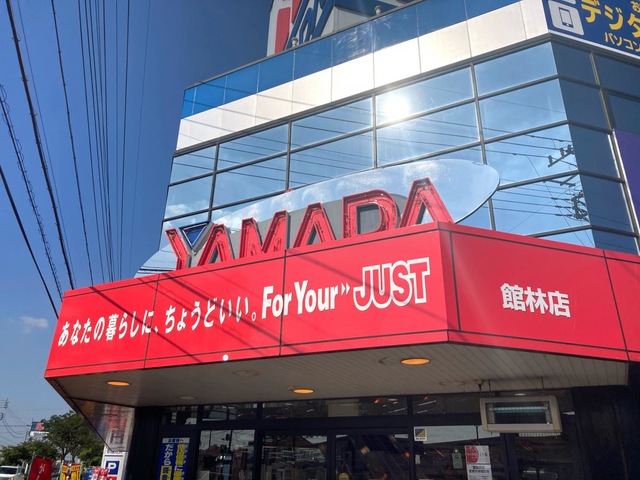 デジタ
パソコン
YAMADA
あなたの暮らしに、ちょうどいい。For Your » JUST
館林店
P